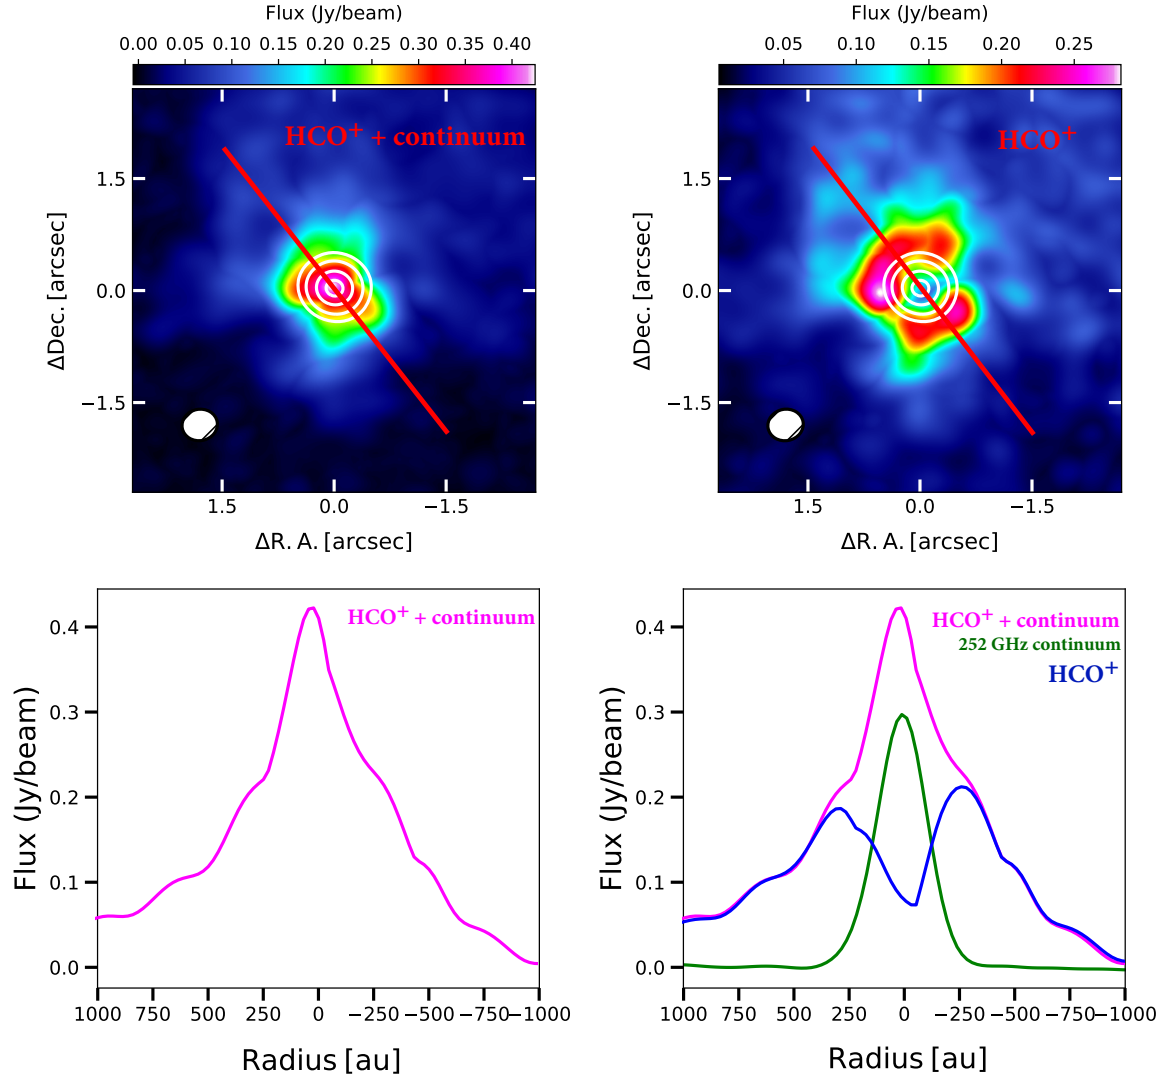 Flux (Jy/beam)
0.00 0.05 0.10 0.15 0.20 0.25 0.30 0.35 0.40
HCO⁺ + continuum
ΔDec. [arcsec]
1.5
0.0
−1.5
1.5 0.0 −1.5
ΔR. A. [arcsec]
Flux (Jy/beam)
0.05 0.10 0.15 0.20 0.25
HCO⁺
ΔDec. [arcsec]
1.5
0.0
−1.5
1.5 0.0 −1.5
ΔR. A. [arcsec]
HCO⁺ + continuum
Flux (Jy/beam)
0.4
0.3
0.2
0.1
0.0
1000 750 500 250 0 −250 −500 −750 −1000
Radius [au]
HCO⁺ + continuum
252 GHz continuum
HCO⁺
Flux (Jy/beam)
0.4
0.3
0.2
0.1
0.0
1000 750 500 250 0 −250 −500 −750 −1000
Radius [au]